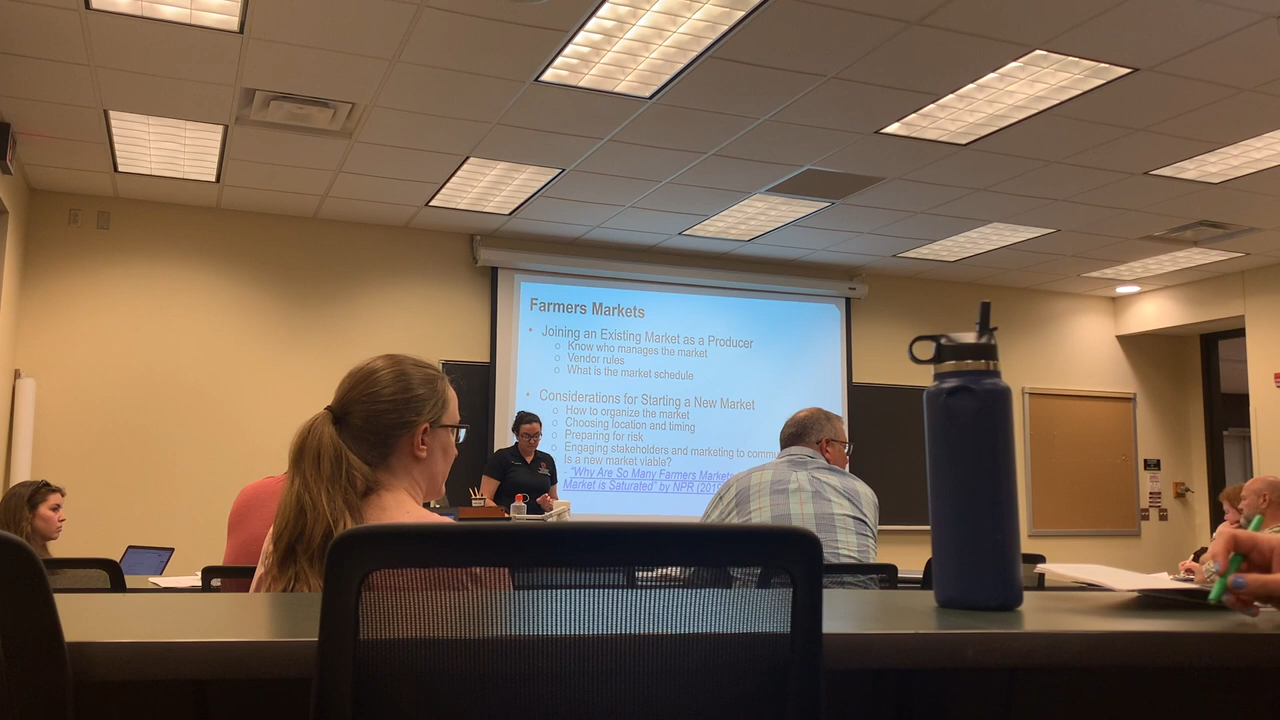 Farmers Markets
• Joining an Existing Market as a Producer
o Know who manages the market
o Vendor rules
o What is the market schedule
• Considerations for Starting a New Market
o How to organize the market
o Choosing location and timing
o Preparing for risk
o Engaging stakeholders and marketing to
Is a new market viable?
- "Why Are So Many Farmers Markets
Market is Saturated" by NPR